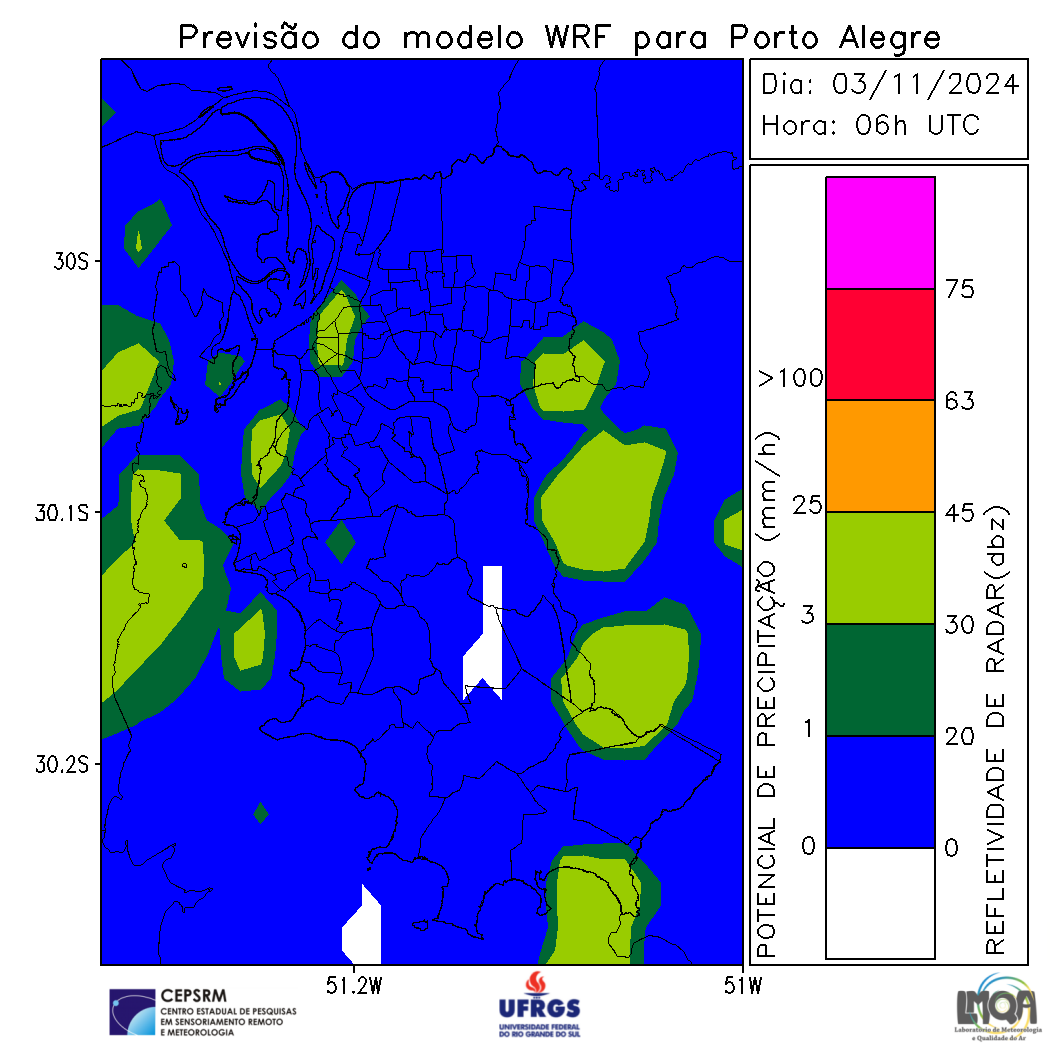 Previsão do modelo WRF para Porto Alegre
Dia: 03/11/2024
Hora: 06h UTC
30S
30.1S
30.2S
51.2W
51W
POTENCIAL DE PRECIPITAÇÃO (mm/h)
>100
25
3
1
0
75
63
45
30
20
0
REFLETIVIDADE DE RADAR(dbz)
CEPSRM
CENTRO ESTADUAL DE PESQUISAS
EM SENSORIAMENTO REMOTO
E METEOROLOGIA
UFRGS
UNIVERSIDADE FEDERAL
DO RIO GRANDE DO SUL
LMQA
Laboratório de Meteorologia
e Qualidade do Ar